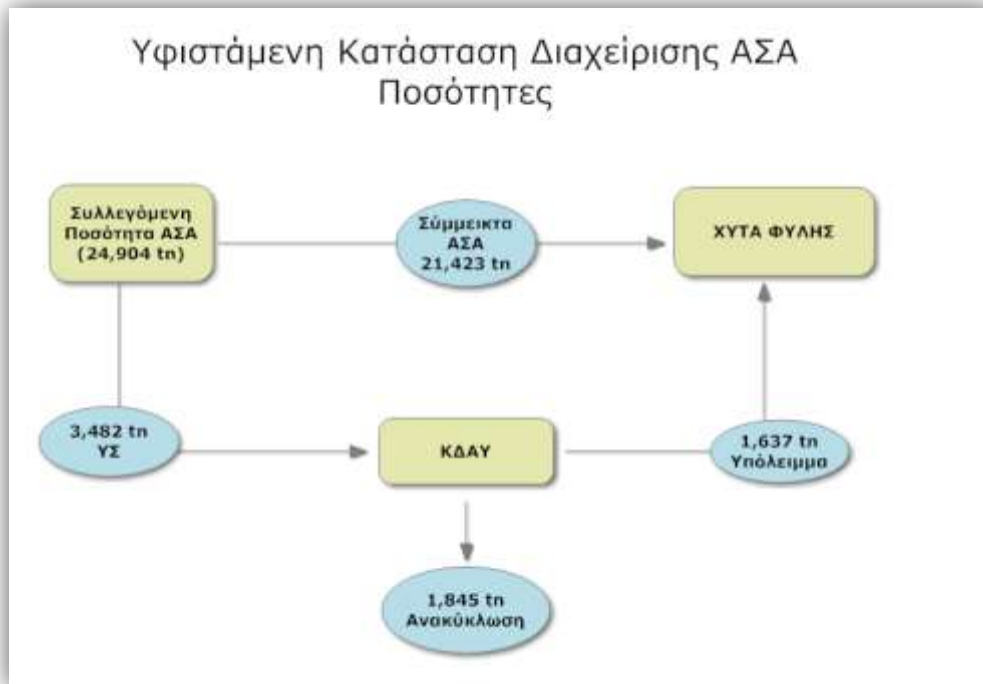 Υφιστάμενη Κατάσταση Διαχείρισης ΑΣΑ
Ποσότητες
Συλλεγόμενη
Ποσότητα ΑΣΑ
(24,904 tn)
Σύμμεικτα
ΑΣΑ
21,423 tn
ΧΥΤΑ ΦΥΛΗΣ
3,482 tn
ΥΣ
ΚΔΑΥ
1,637 tn
Υπόλειμμα
1,845 tn
Ανακύκλωση